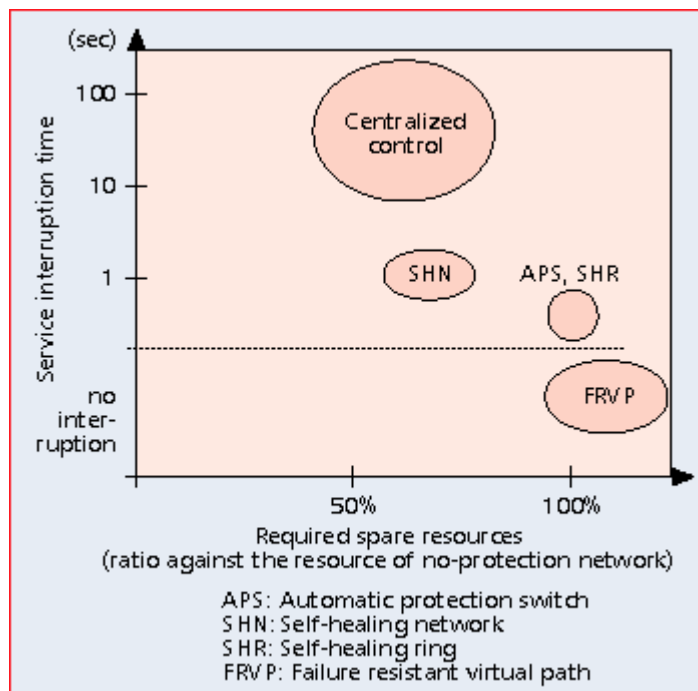 (sec)
100
10
1
no
inter-
ruption
Service interruption time
Centralized
control
SHN
APS, SHR
FRVP
50%
100%
Required spare resources
(ratio against the resource of no-protection network)
APS: Automatic protection switch
SHN: Self-healing network
SHR: Self-healing ring
FRVP: Failure resistant virtual path